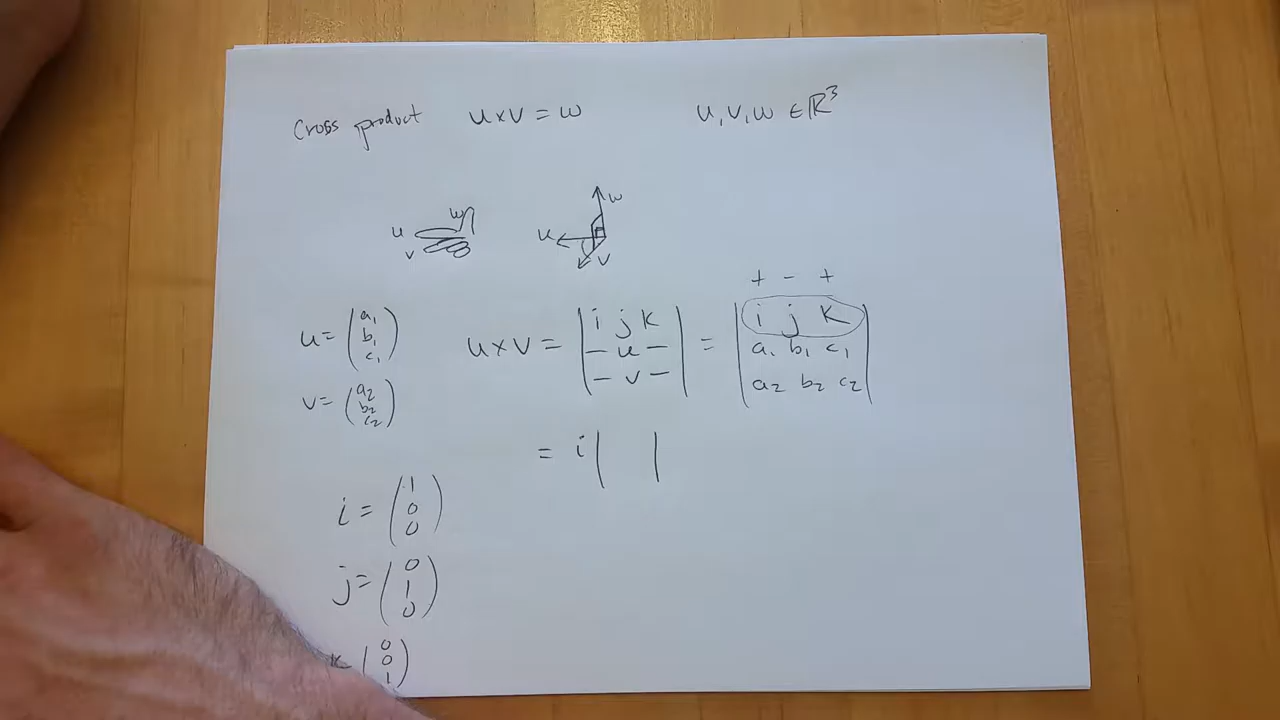 Cross product u×v = w u,v,w ∈ ℝ³
w
u
v
w
u
v
+ - +
u = (a₁ b₁ c₁)
v = (a₂ b₂ c₂)
u×v = | i j k
— u —
— v — | = | i j k
a₁ b₁ c₁
a₂ b₂ c₂ |
= i | |
i = (1 0 0)
j = (0 1 0)
k (0 0 1)